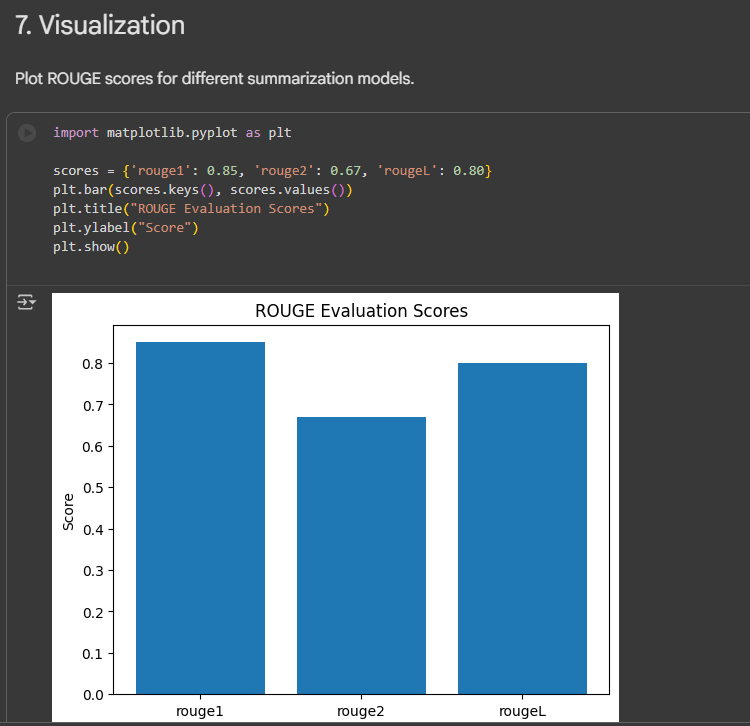 7. Visualization
Plot ROUGE scores for different summarization models.
import matplotlib.pyplot as plt
scores = {'rouge1': 0.85, 'rouge2': 0.67, 'rougeL': 0.80}
plt.bar(scores.keys(), scores.values())
plt.title("ROUGE Evaluation Scores")
plt.ylabel("Score")
plt.show()
ROUGE Evaluation Scores
0.8
0.7
0.6
0.5
Score
0.4
0.3
0.2
0.1
0.0
rouge1 rouge2 rougeL